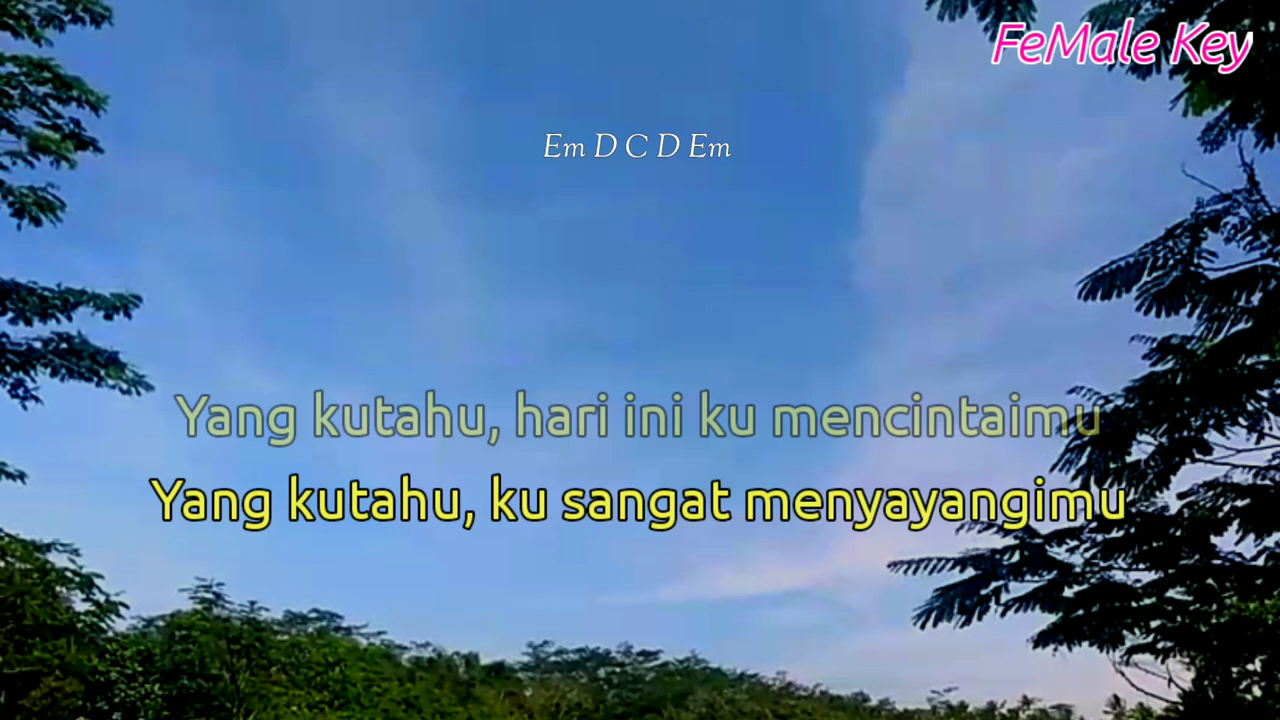 FeMale Key
Em D C D Em
Yang kutahu, hari ini ku mencintaimu
Yang kutahu, ku sangat menyayangimu